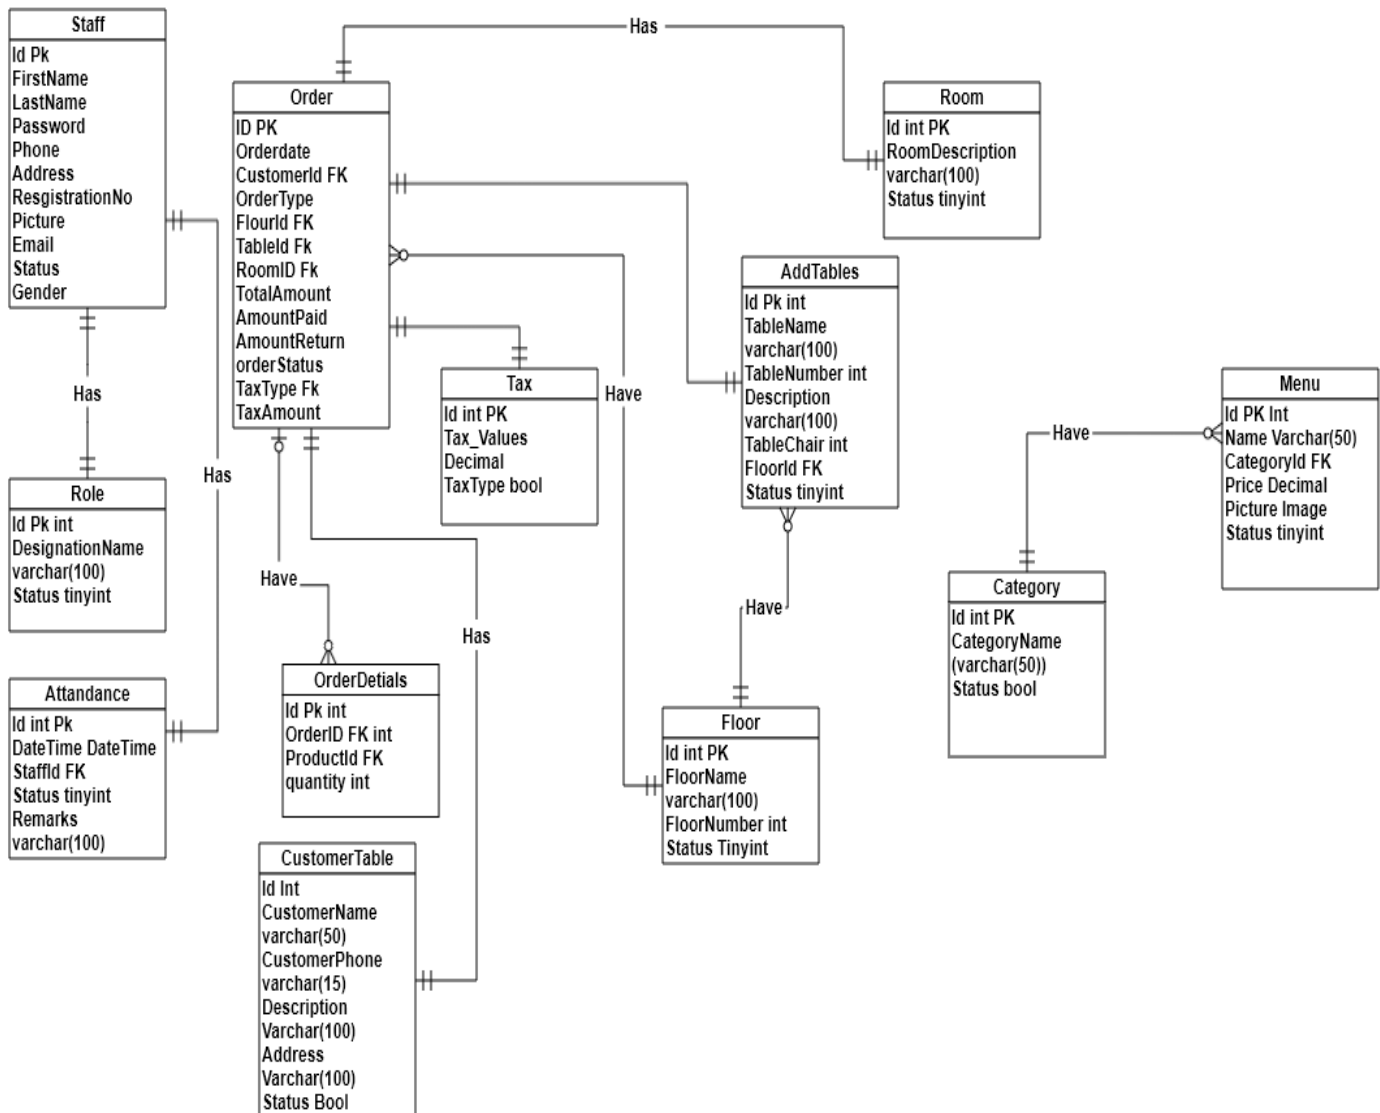 Staff
Id Pk
FirstName
LastName
Password
Phone
Address
ResgistrationNo
Picture
Email
Status
Gender
Has
Role
Id Pk int
DesignationName
varchar(100)
Status tinyint
Has
Attandance
Id int Pk
DateTime DateTime
StaffId FK
Status tinyint
Remarks
varchar(100)
Order
ID PK
Orderdate
CustomerId FK
OrderType
FlourId FK
TableId Fk
RoomID Fk
TotalAmount
AmountPaid
AmountReturn
orderStatus
TaxType Fk
TaxAmount
Has
Room
Id int PK
RoomDescription
varchar(100)
Status tinyint
Tax
Id int PK
Tax_Values
Decimal
TaxType bool
Have
AddTables
Id Pk int
TableName
varchar(100)
TableNumber int
Description
varchar(100)
TableChair int
FloorId FK
Status tinyint
Have
Floor
Id int PK
FloorName
varchar(100)
FloorNumber int
Status Tinyint
Have
OrderDetials
Id Pk int
OrderID FK int
ProductId FK
quantity int
Has
CustomerTable
Id Int
CustomerName
varchar(50)
CustomerPhone
varchar(15)
Description
Varchar(100)
Address
Varchar(100)
Status Bool
Menu
Id PK Int
Name Varchar(50)
CategoryId FK
Price Decimal
Picture Image
Status tinyint
Have
Category
Id int PK
CategoryName
(varchar(50))
Status bool